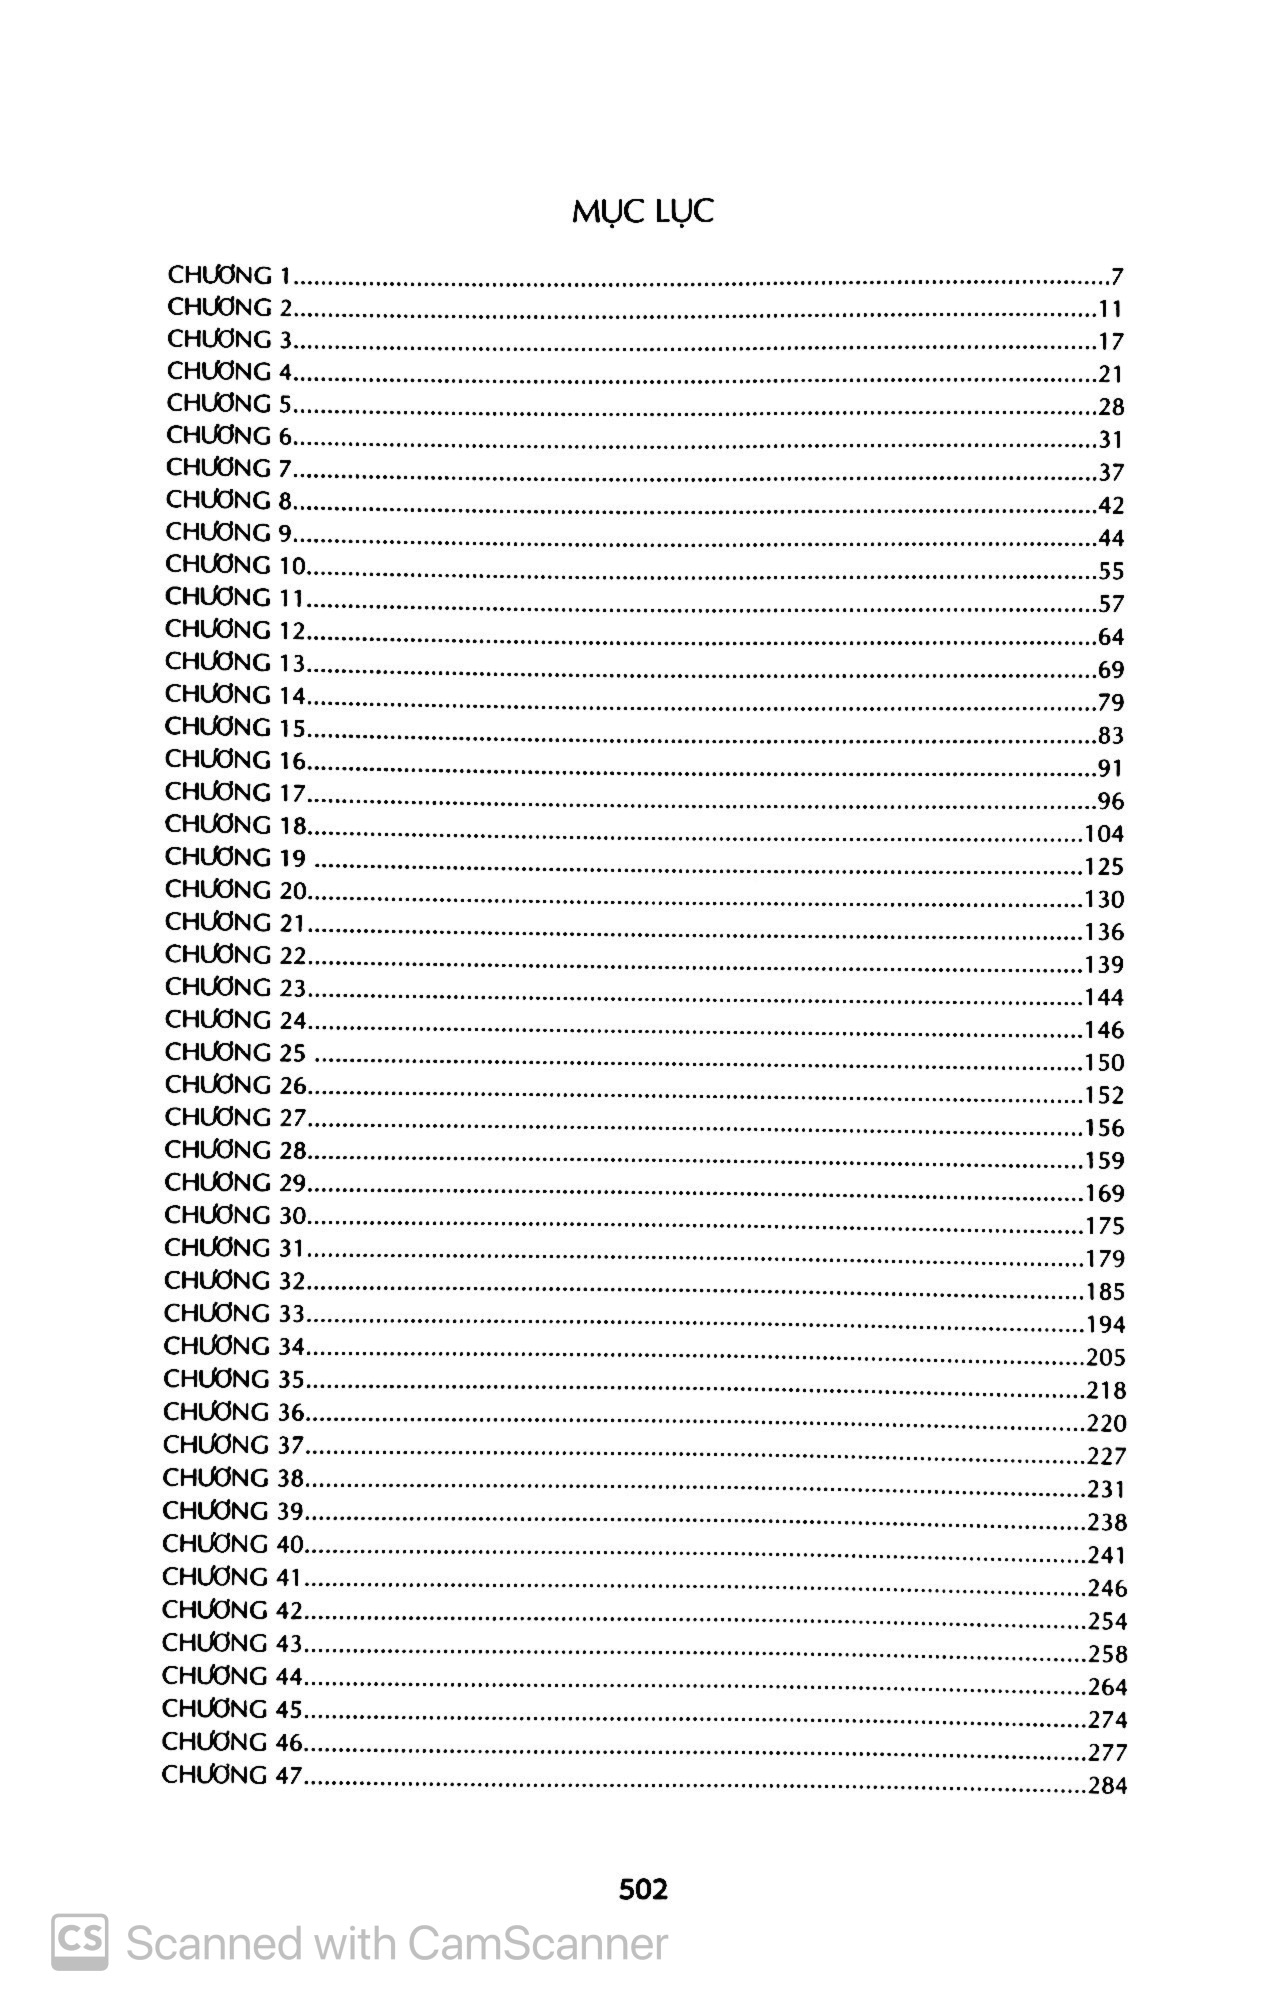 MỤC LỤC
CHƯƠNG 1.....7
CHƯƠNG 2.....11
CHƯƠNG 3.....17
CHƯƠNG 4.....21
CHƯƠNG 5.....28
CHƯƠNG 6.....31
CHƯƠNG 7.....37
CHƯƠNG 8.....42
CHƯƠNG 9.....44
CHƯƠNG 10.....55
CHƯƠNG 11.....57
CHƯƠNG 12.....64
CHƯƠNG 13.....69
CHƯƠNG 14.....79
CHƯƠNG 15.....83
CHƯƠNG 16.....91
CHƯƠNG 17.....96
CHƯƠNG 18.....104
CHƯƠNG 19 .....125
CHƯƠNG 20.....130
CHƯƠNG 21.....136
CHƯƠNG 22.....139
CHƯƠNG 23.....144
CHƯƠNG 24.....146
CHƯƠNG 25 .....150
CHƯƠNG 26.....152
CHƯƠNG 27.....156
CHƯƠNG 28.....159
CHƯƠNG 29.....169
CHƯƠNG 30.....175
CHƯƠNG 31.....179
CHƯƠNG 32.....185
CHƯƠNG 33.....194
CHƯƠNG 34.....205
CHƯƠNG 35.....218
CHƯƠNG 36.....220
CHƯƠNG 37.....227
CHƯƠNG 38.....231
CHƯƠNG 39.....238
CHƯƠNG 40.....241
CHƯƠNG 41.....246
CHƯƠNG 42.....254
CHƯƠNG 43.....258
CHƯƠNG 44.....264
CHƯƠNG 45.....274
CHƯƠNG 46.....277
CHƯƠNG 47.....284
502
CS Scanned with CamScanner